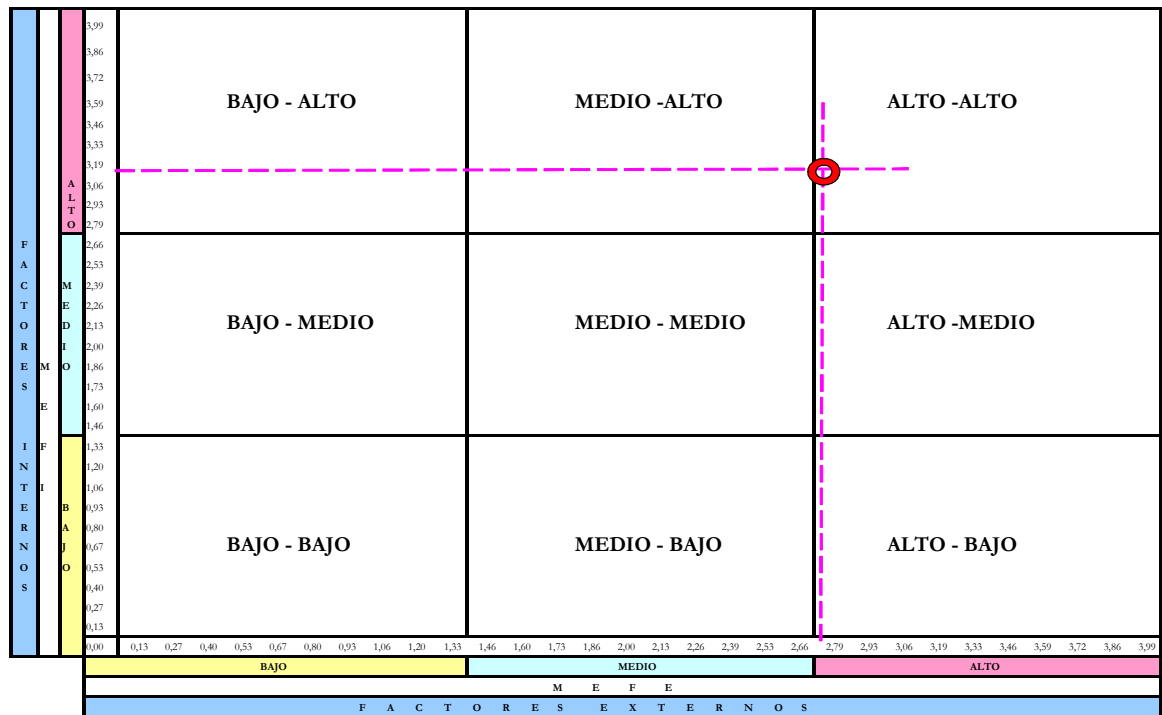 FACTORES INTERNOS
MEFI
ALTO
MEDIO
BAJO
3,99
3,86
3,72
3,59
3,46
3,33
3,19
3,06
2,93
2,79
2,66
2,53
2,39
2,26
2,13
2,00
1,86
1,73
1,60
1,46
1,33
1,20
1,06
0,93
0,80
0,67
0,53
0,40
0,27
0,13
BAJO - ALTO MEDIO -ALTO ALTO -ALTO
BAJO - MEDIO MEDIO - MEDIO ALTO -MEDIO
BAJO - BAJO MEDIO - BAJO ALTO - BAJO
0,00 0,13 0,27 0,40 0,53 0,67 0,80 0,93 1,06 1,20 1,33 1,46 1,60 1,73 1,86 2,00 2,13 2,26 2,39 2,53 2,66 2,79 2,93 3,06 3,19 3,33 3,46 3,59 3,72 3,86 3,99
BAJO MEDIO ALTO
M E F E
F A C T O R E S E X T E R N O S